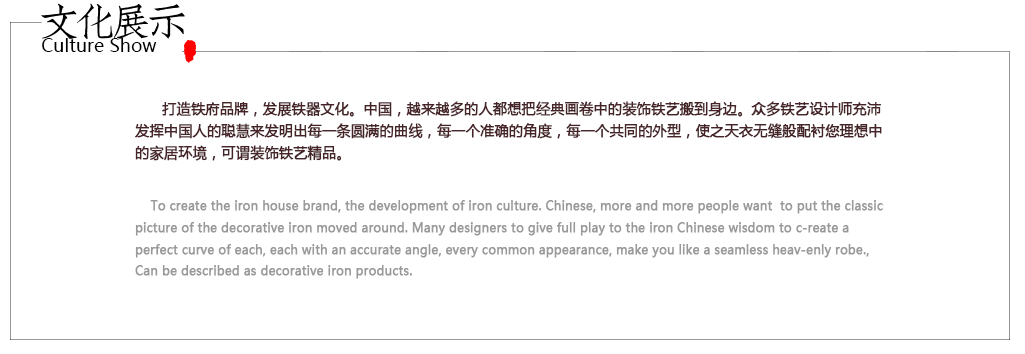 文化展示
Culture Show
打造铁府品牌，发展铁器文化。中国，越来越多的人都想把经典画卷中的装饰铁艺搬到身边。众多铁艺设计师充沛
发挥中国人的聪慧来发明出每一条圆满的曲线，每一个准确的角度，每一个共同的外型，使之天衣无缝般配衬您理想中
的家居环境，可谓装饰铁艺精品。
To create the iron house brand, the development of iron culture. Chinese, more and more people want to put the classic
picture of the decorative iron moved around. Many designers to give full play to the iron Chinese wisdom to c-reate a
perfect curve of each, each with an accurate angle, every common appearance, make you like a seamless heav-enly robe.,
Can be described as decorative iron products.